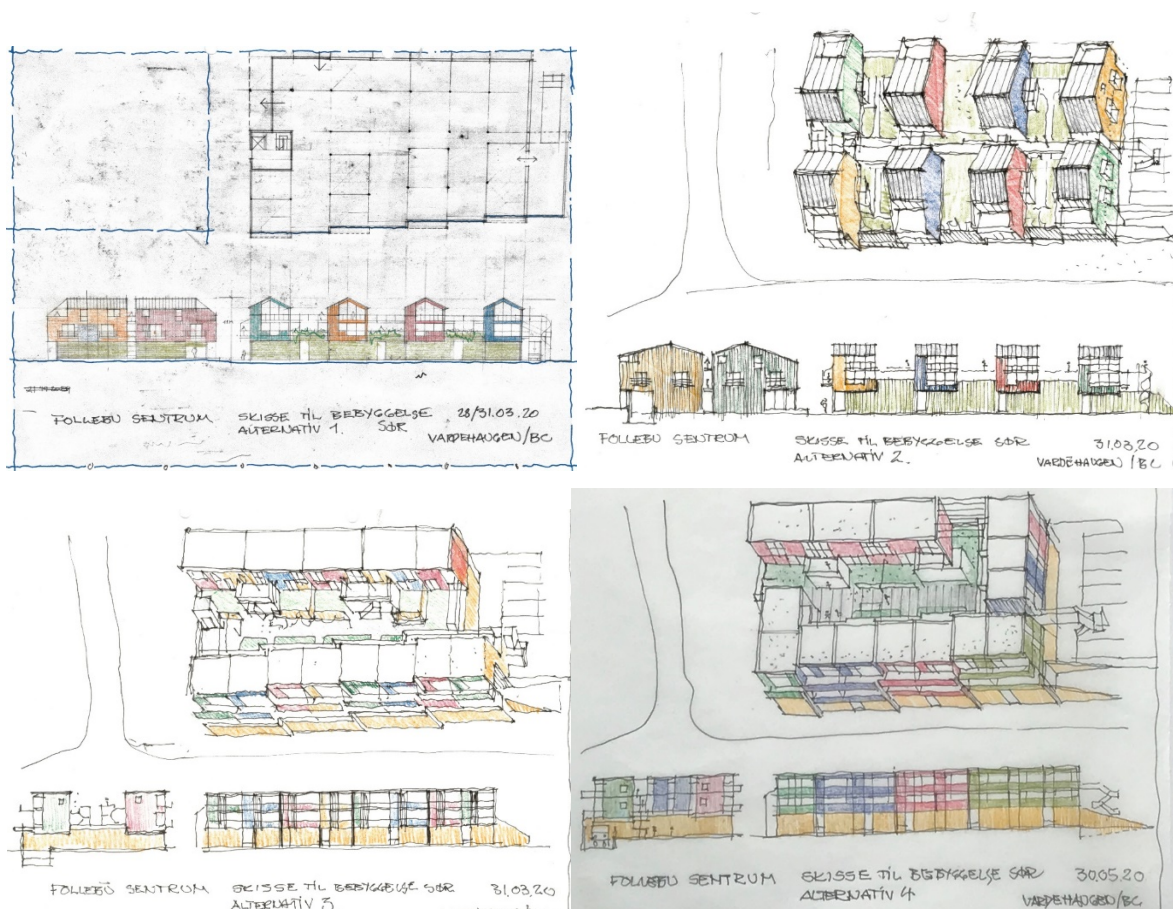 FOLLEBU SENTRUM SKISSE TIL BEBYGGELSE 28/31.03.20
ALTERNATIV 1. SØR
VARDEHAUGEN/BC
FOLLEBU SENTRUM SKISSE TIL BEBYGGELSE SØR 31.03.20
ALTERNATIV 2. VARDEHAUGEN/BC
FOLLEBU SENTRUM SKISSE TIL BEBYGGELSE SØR 31.03.20
ALTERNATIV 3
FOLLEBU SENTRUM SKISSE TIL BEBYGGELSE SØR 30.05.20
ALTERNATIV 4 VARDEHAUGEN/BC